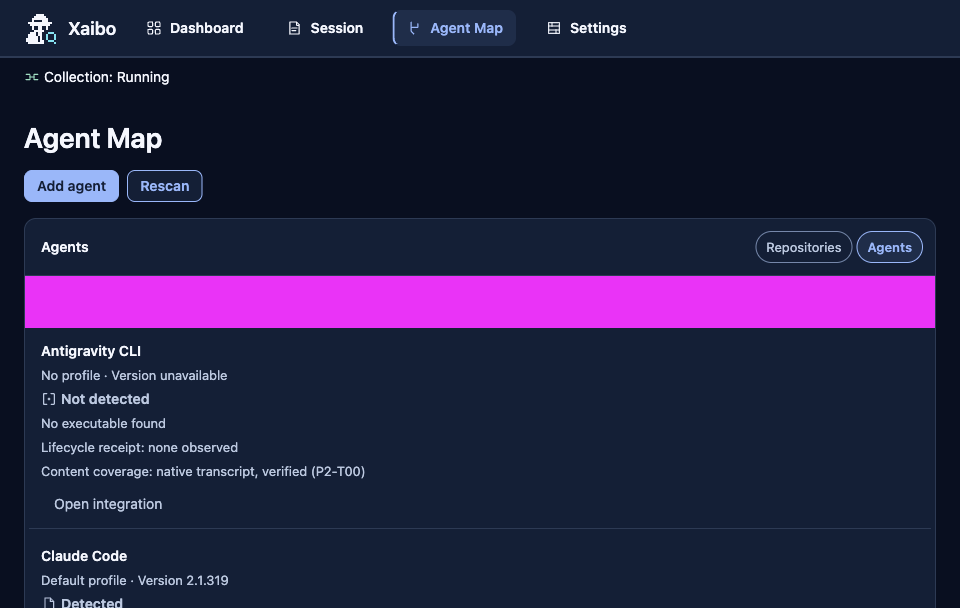 Xaibo
Dashboard
Session
Agent Map
Settings
Collection: Running
Agent Map
Add agent
Rescan
Agents
Repositories
Agents
Antigravity CLI
No profile · Version unavailable
Not detected
No executable found
Lifecycle receipt: none observed
Content coverage: native transcript, verified (P2-T00)
Open integration
Claude Code
Default profile · Version 2.1.319
Detected